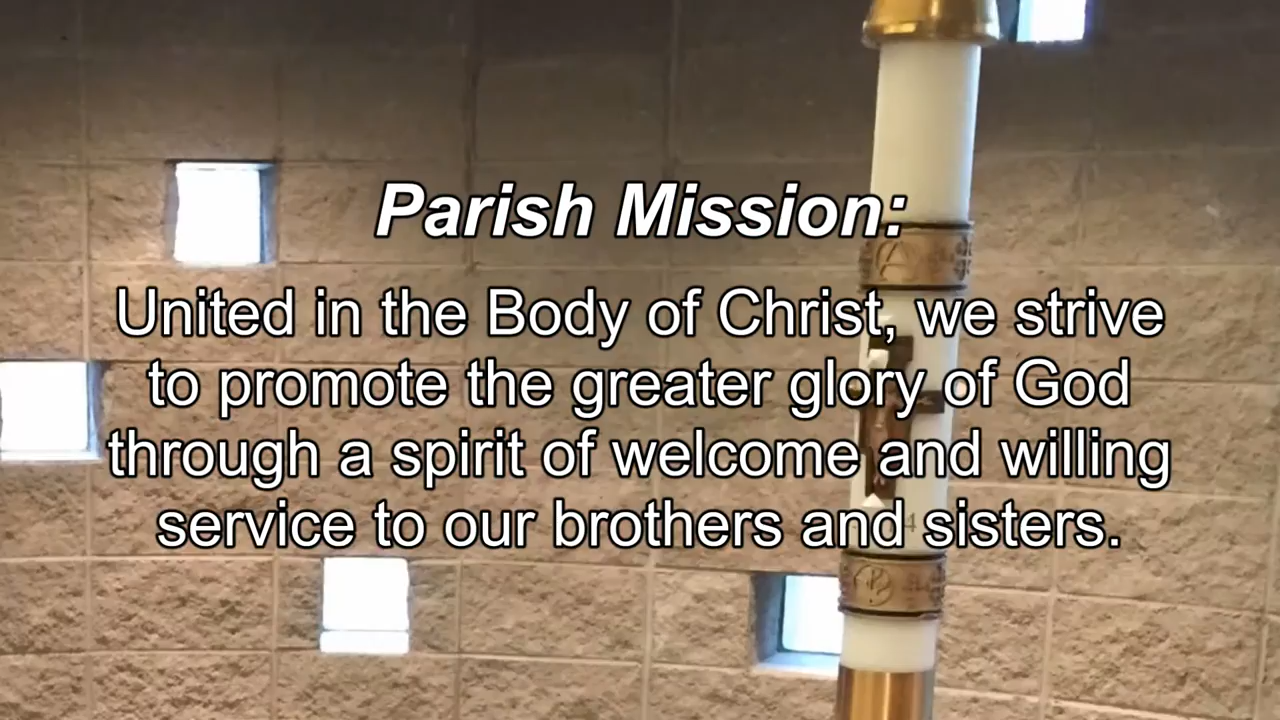 Parish Mission:
United in the Body of Christ, we strive
to promote the greater glory of God
through a spirit of welcome and willing
service to our brothers and sisters.
4